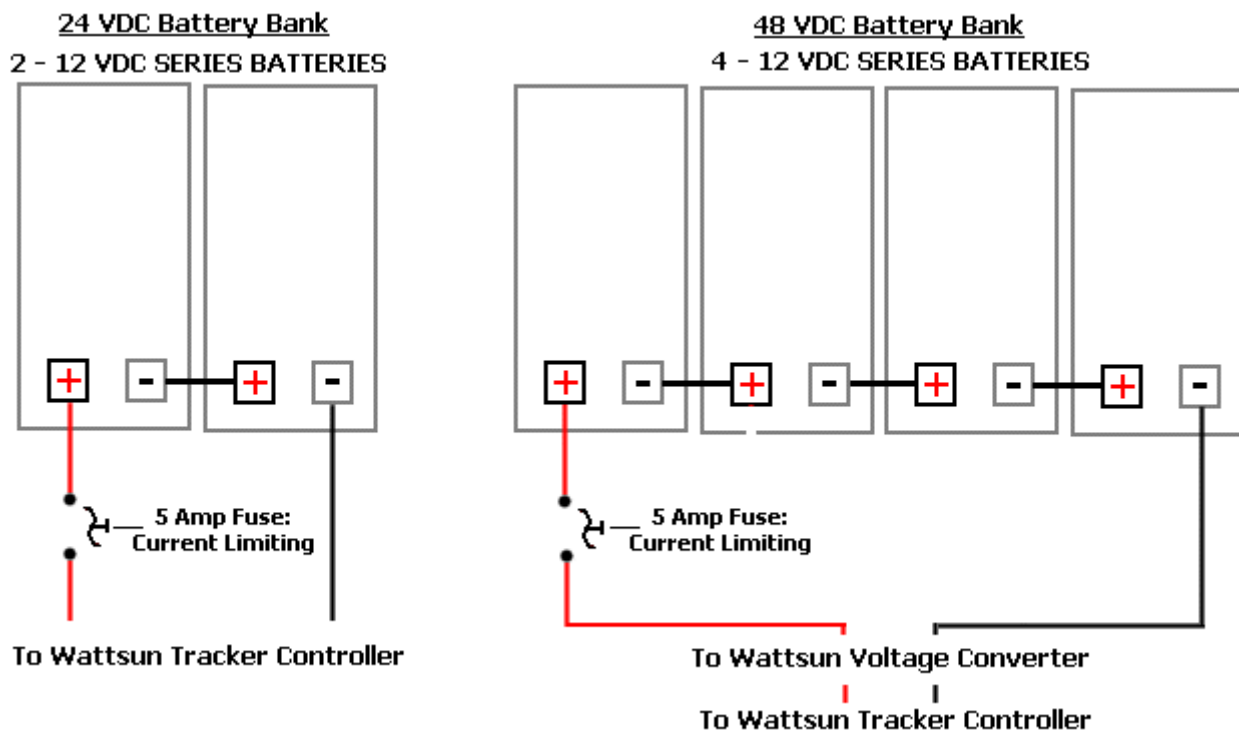 24 VDC Battery Bank
2 - 12 VDC SERIES BATTERIES
+ - + -
5 Amp Fuse:
Current Limiting
To Wattsun Tracker Controller
48 VDC Battery Bank
4 - 12 VDC SERIES BATTERIES
+ - + - + - + -
5 Amp Fuse:
Current Limiting
To Wattsun Voltage Converter
To Wattsun Tracker Controller